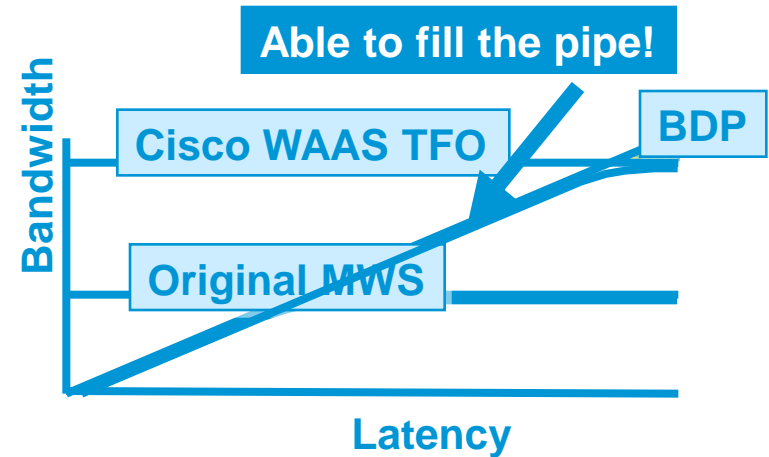 Able to fill the pipe!
Bandwidth
BDP
Cisco WAAS TFO
Original MWS
Latency